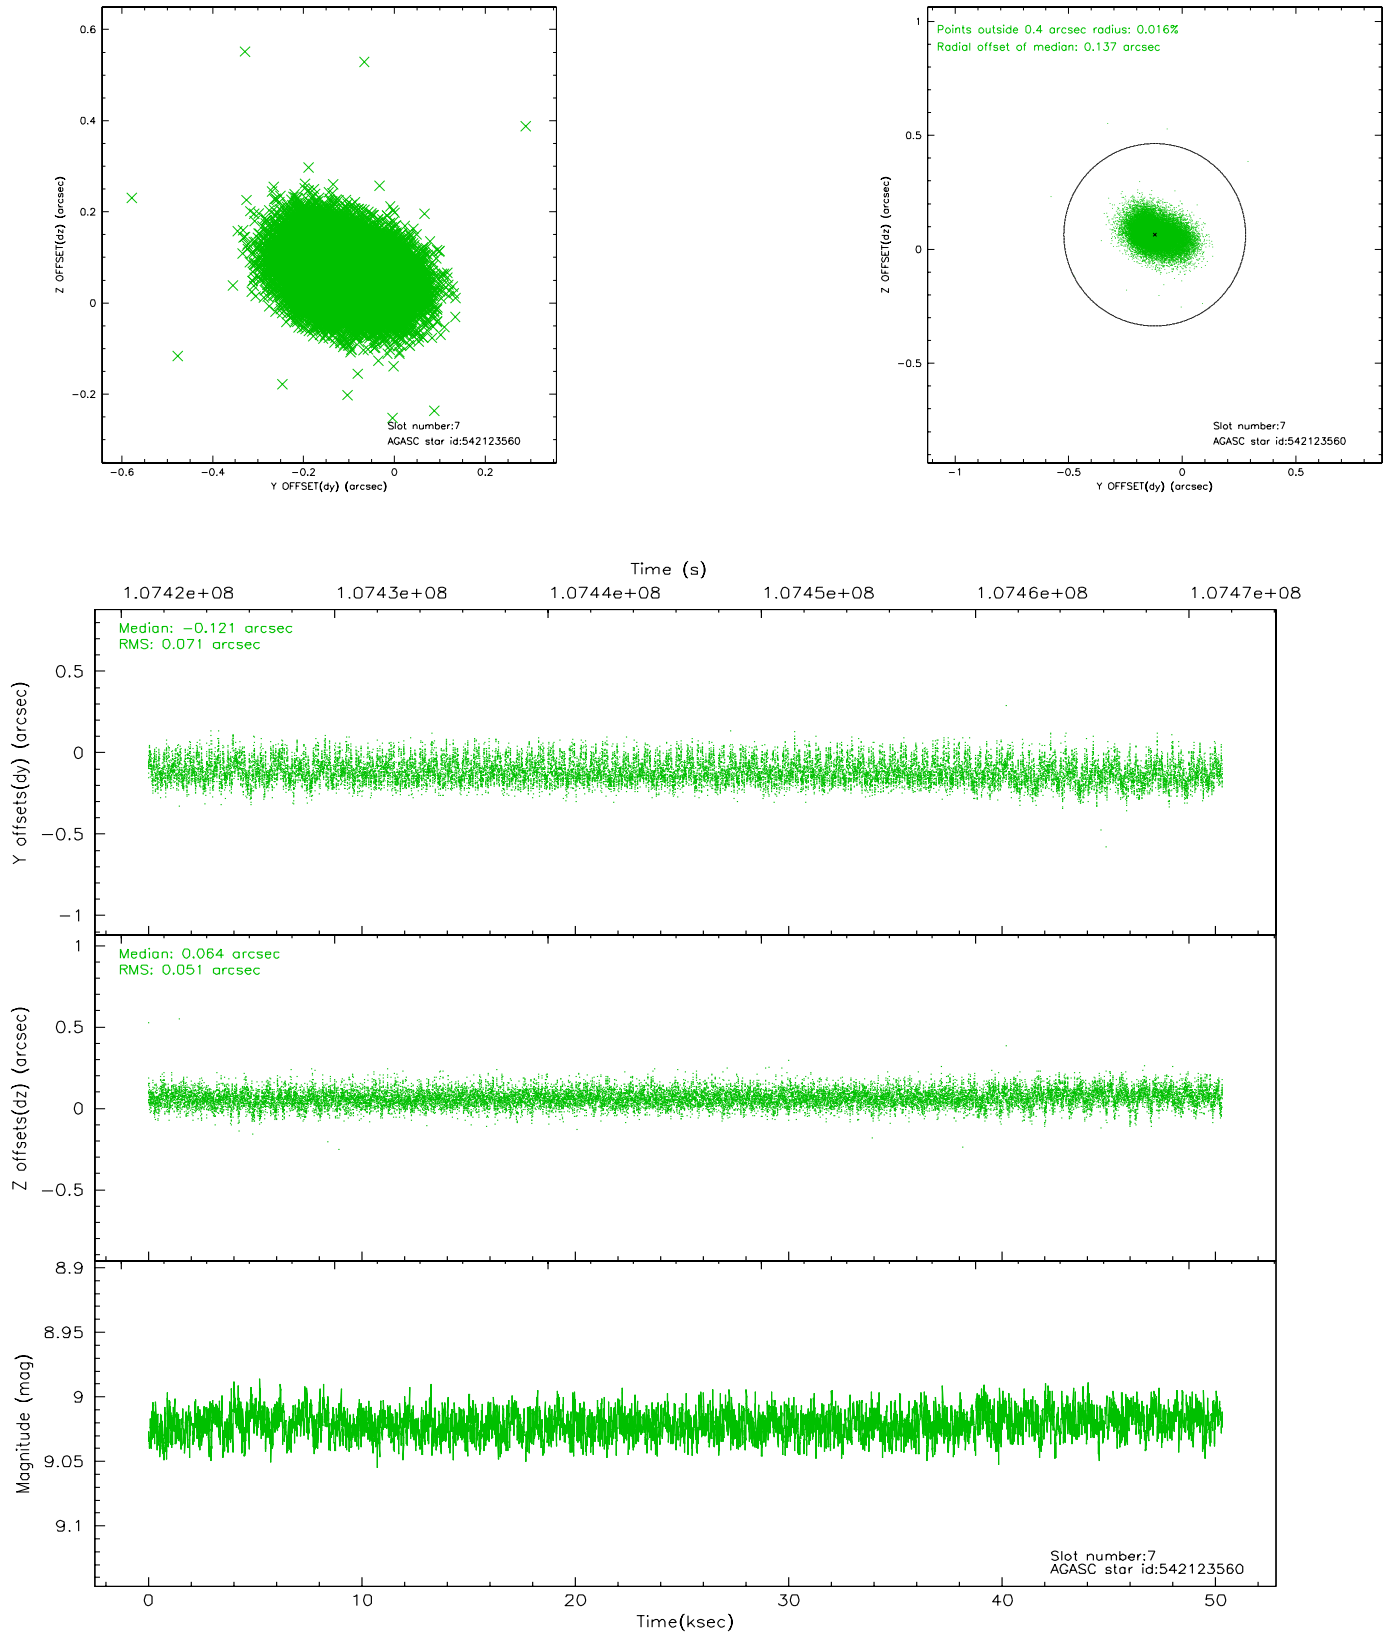 0.6
0.4
0.2
0
−0.2
Z OFFSET(dz) (arcsec)
Slot number:7
AGASC star id:542123560
−0.6 −0.4 −0.2 0 0.2
Y OFFSET(dy) (arcsec)
Points outside 0.4 arcsec radius: 0.016%
Radial offset of median: 0.137 arcsec
1
0.5
0
−0.5
Z OFFSET(dz) (arcsec)
Slot number:7
AGASC star id:542123560
−1 −0.5 0 0.5
Y OFFSET(dy) (arcsec)
Time (s)
1.0742e+08 1.0743e+08 1.0744e+08 1.0745e+08 1.0746e+08 1.0747e+08
Median: −0.121 arcsec
RMS: 0.071 arcsec
0.5
0
−0.5
−1
Y offsets(dy) (arcsec)
Median: 0.064 arcsec
RMS: 0.051 arcsec
1
0.5
0
−0.5
Z offsets(dz) (arcsec)
8.9
8.95
9
9.05
9.1
Magnitude (mag)
Slot number:7
AGASC star id:542123560
0 10 20 30 40 50
Time(ksec)